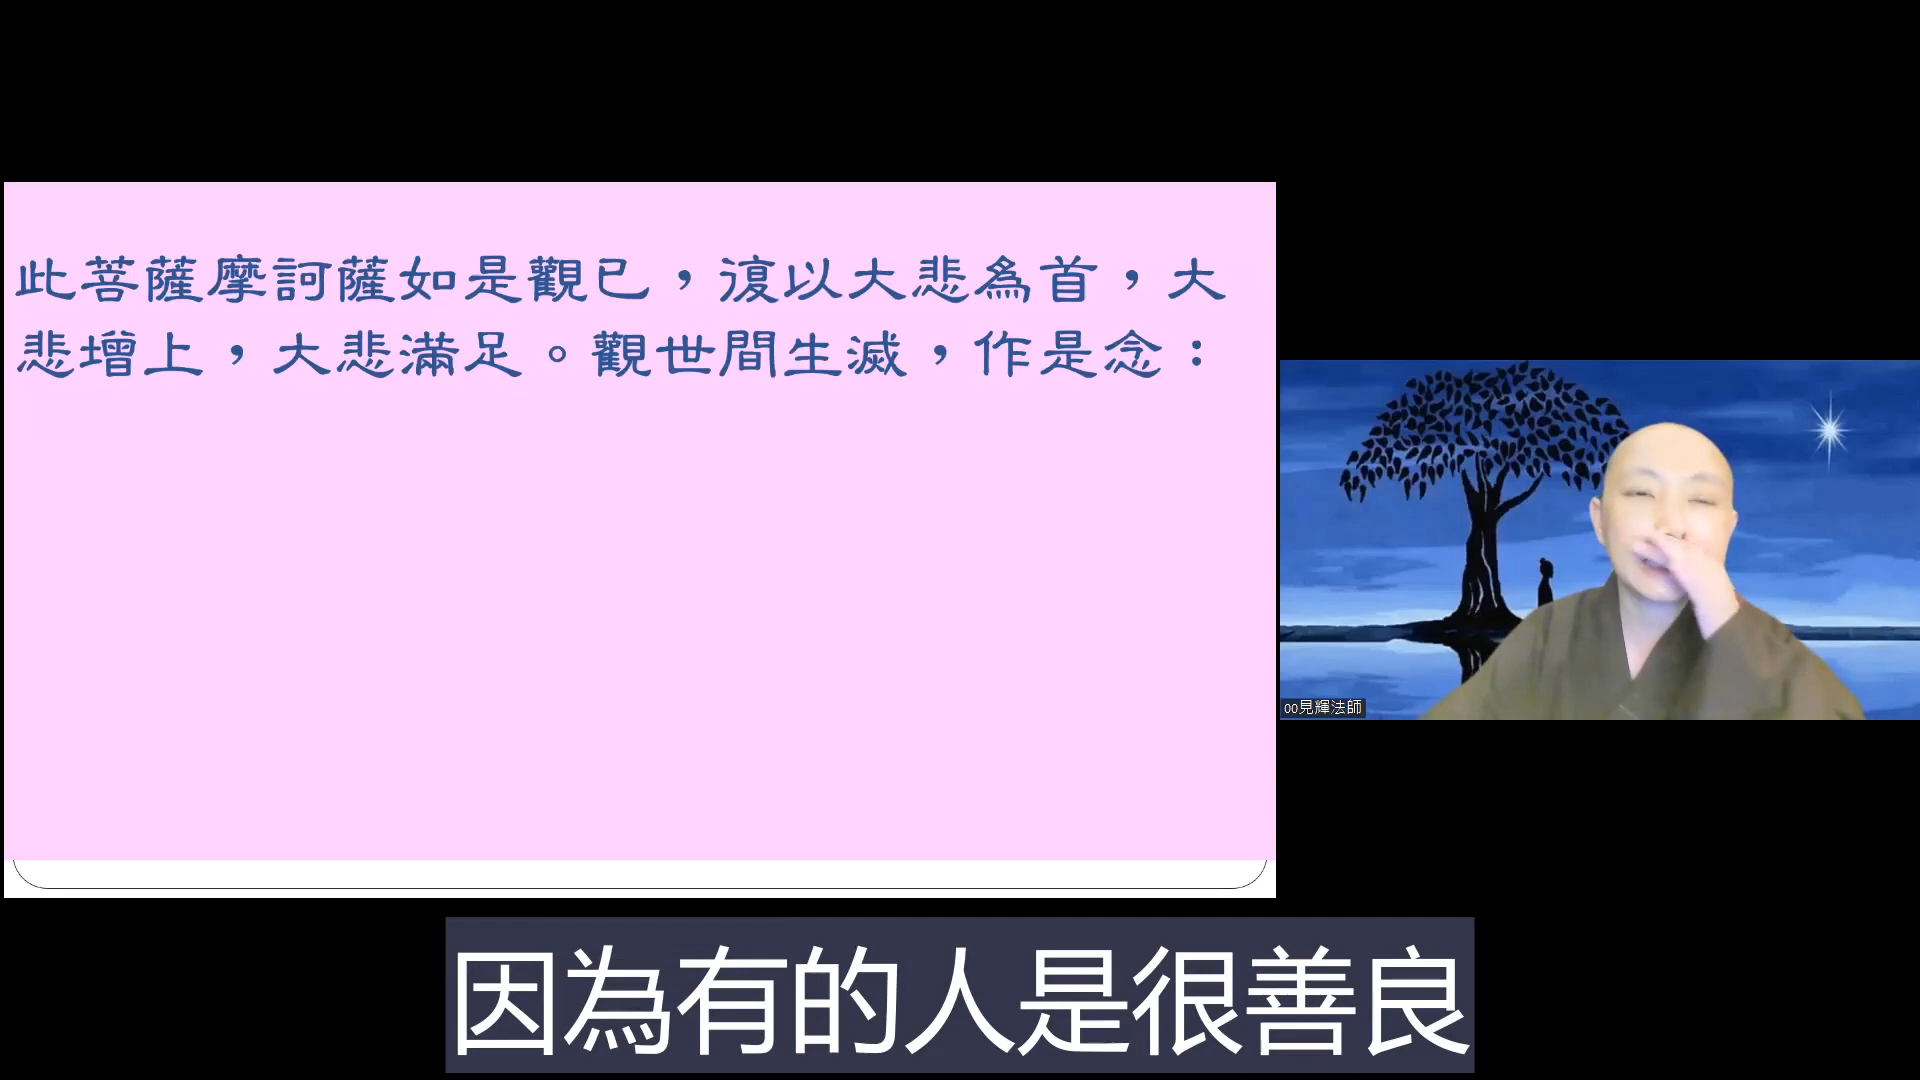 此菩薩摩訶薩如是觀已，復以大悲為首，大
悲增上，大悲滿足。觀世間生滅，作是念：
oo見輝法師
因為有的人是很善良